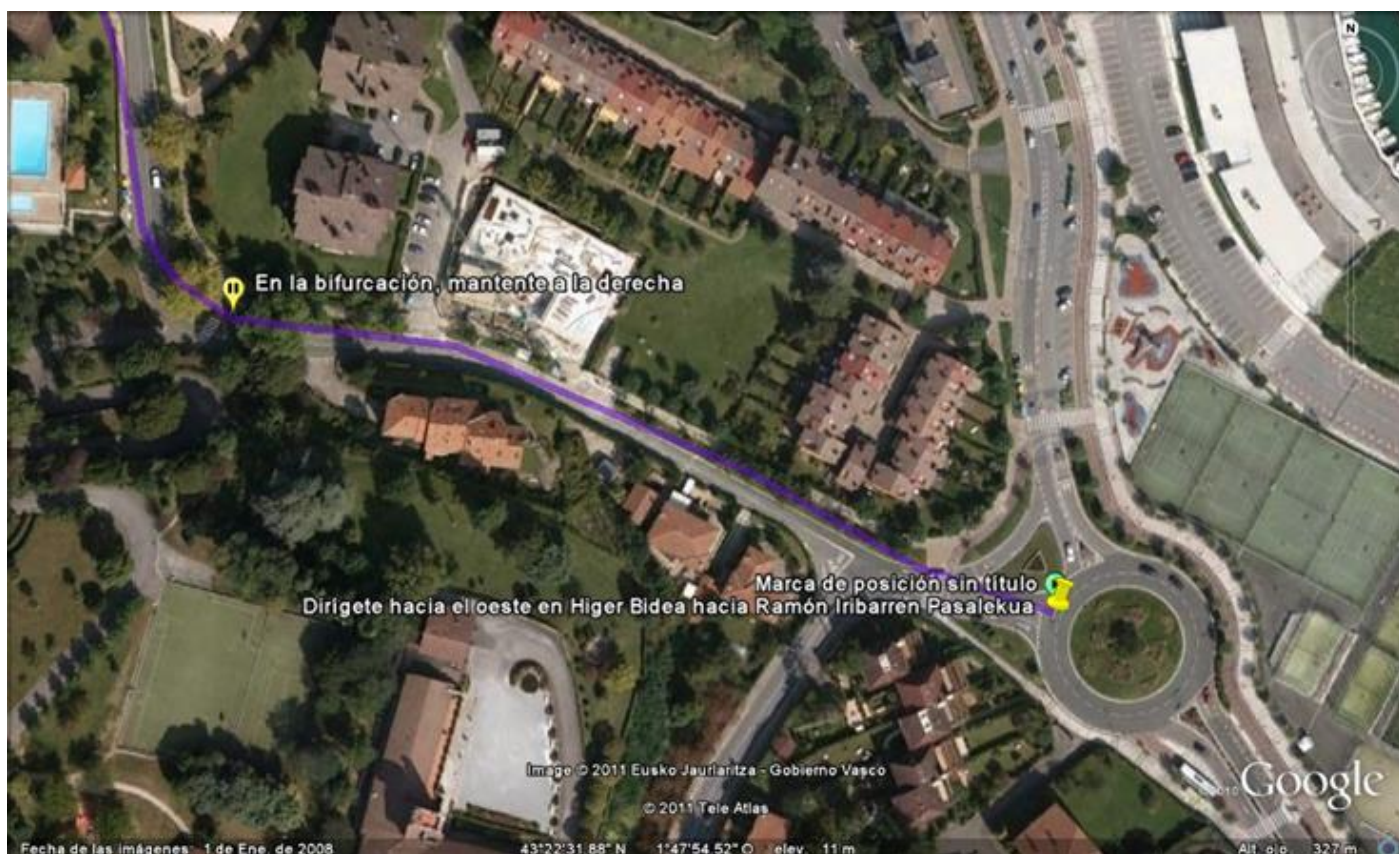 N
En la bifurcación, mantente a la derecha
Marca de posición sin título
Dirígete hacia el oeste en Higer Bidea hacia Ramón Iribarren Pasalekua
Image © 2011 Eusko Jaurlaritza - Gobierno Vasco
© 2011 Tele Atlas
©2010 Google
Fecha de las imágenes: 1 de Ene. de 2008 43°22'31.88" N 1°47'54.52" O elev. 11 m Alt. ojo 327 m